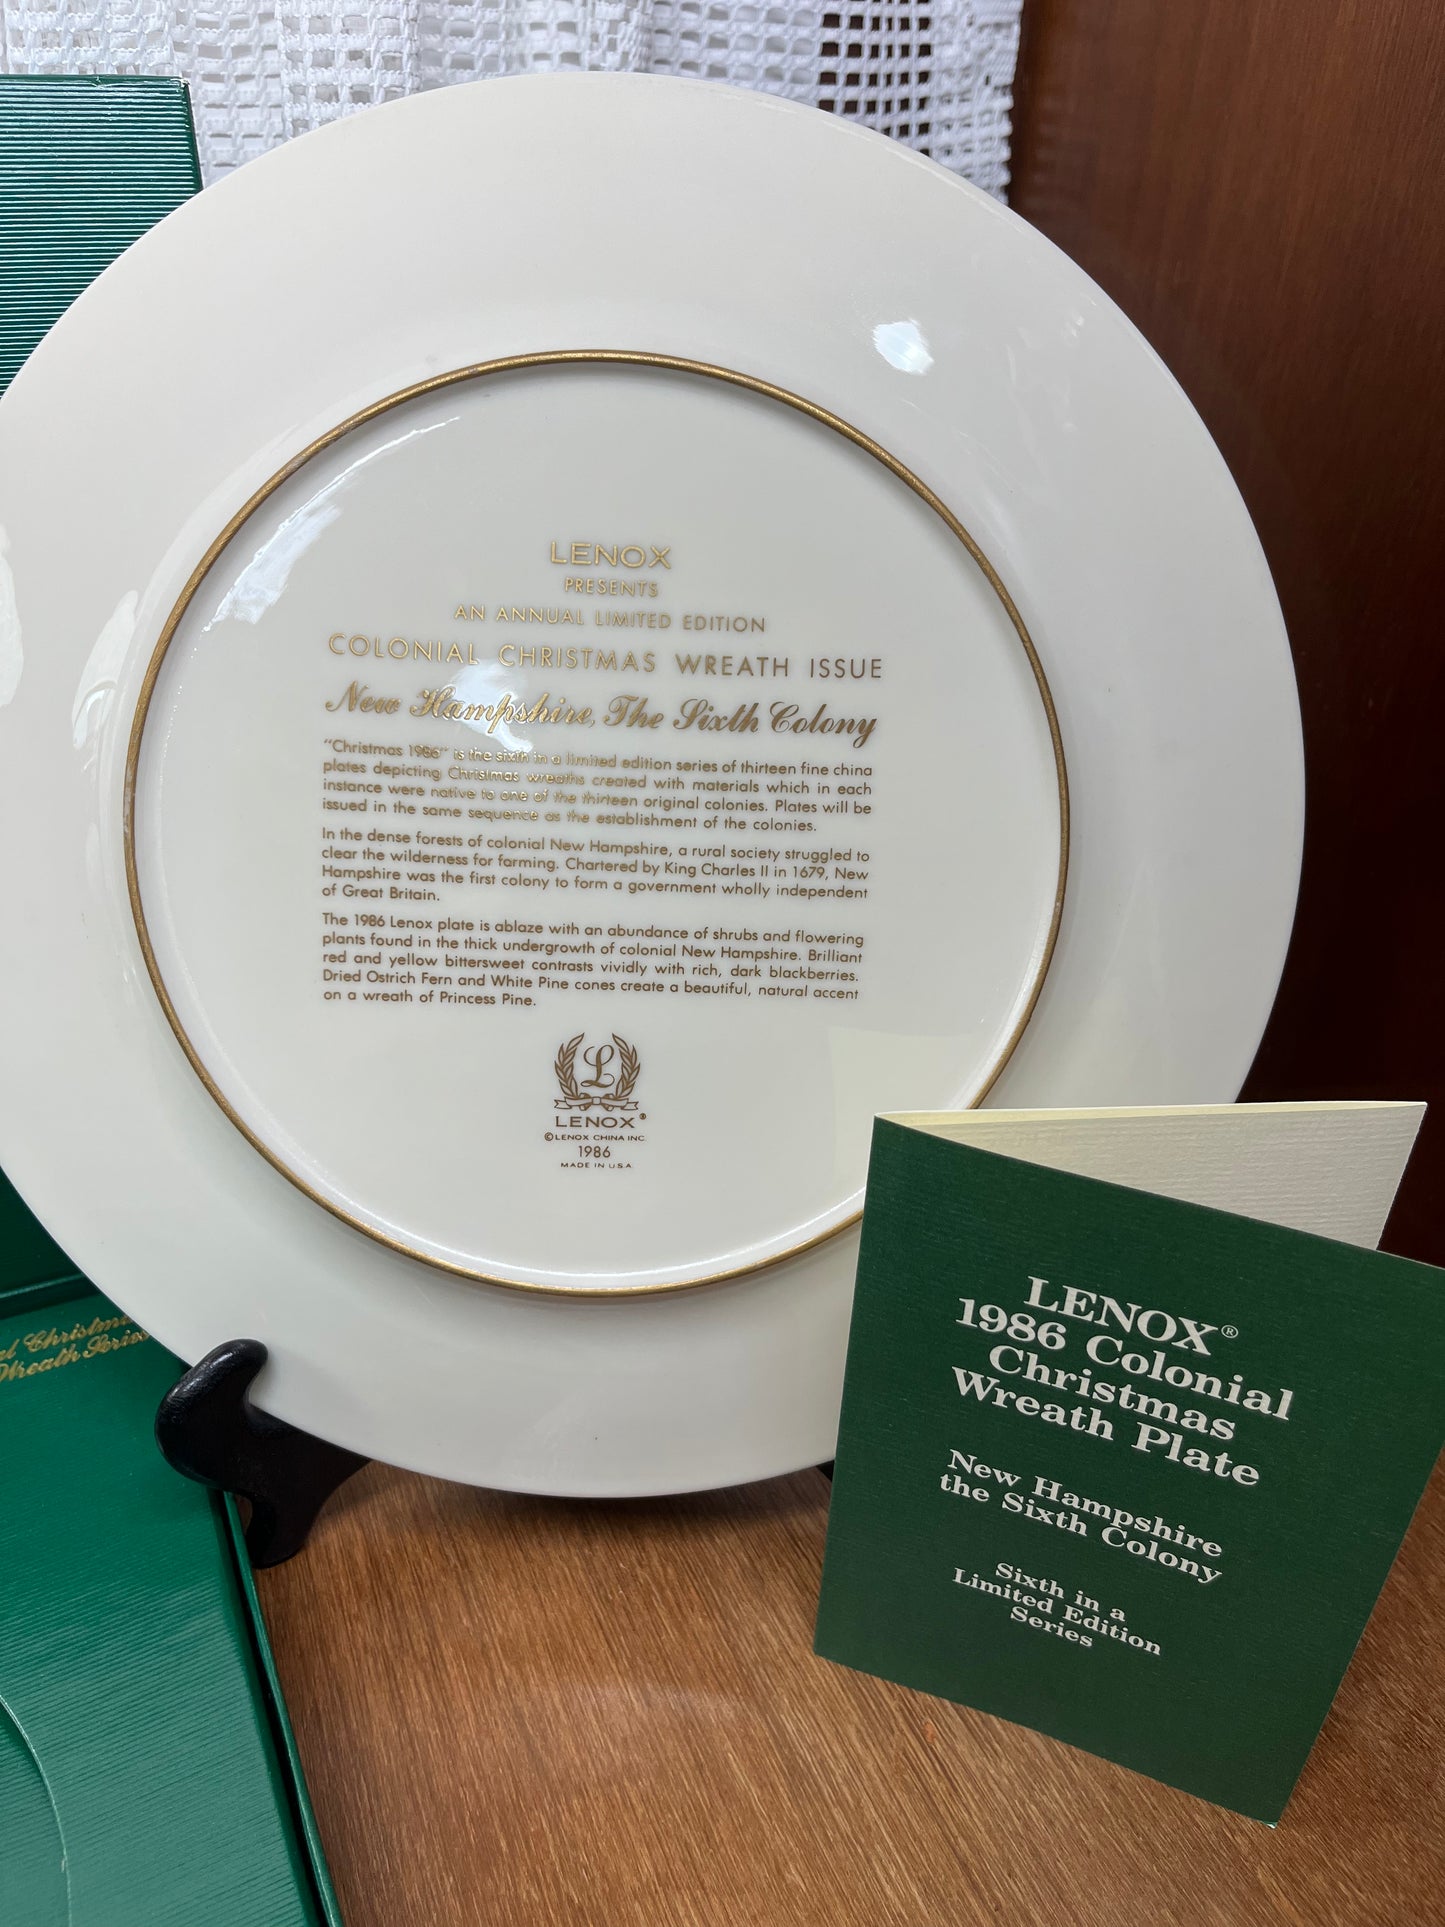 LENOX
PRESENTS
AN ANNUAL LIMITED EDITION
COLONIAL CHRISTMAS WREATH ISSUE
New Hampshire, The Sixth Colony
"Christmas 1986" is the sixth in a limited edition series of thirteen fine china
plates depicting Christmas wreaths created with materials which in each
instance were native to one of the thirteen original colonies. Plates will be
issued in the same sequence as the establishment of the colonies.
In the dense forests of colonial New Hampshire, a rural society struggled to
clear the wilderness for farming. Chartered by King Charles II in 1679, New
Hampshire was the first colony to form a government wholly independent
of Great Britain.
The 1986 Lenox plate is ablaze with an abundance of shrubs and flowering
plants found in the thick undergrowth of colonial New Hampshire. Brilliant
red and yellow bittersweet contrasts vividly with rich, dark blackberries.
Dried Ostrich Fern and White Pine cones create a beautiful, natural accent
on a wreath of Princess Pine.
L
LENOX®
© LENOX CHINA INC.
1986
MADE IN U.S.A.
al Christma
Wreath Series
LENOX®
1986 Colonial
Christmas
Wreath Plate
New Hampshire
the Sixth Colony
Sixth in a
Limited Edition
Series